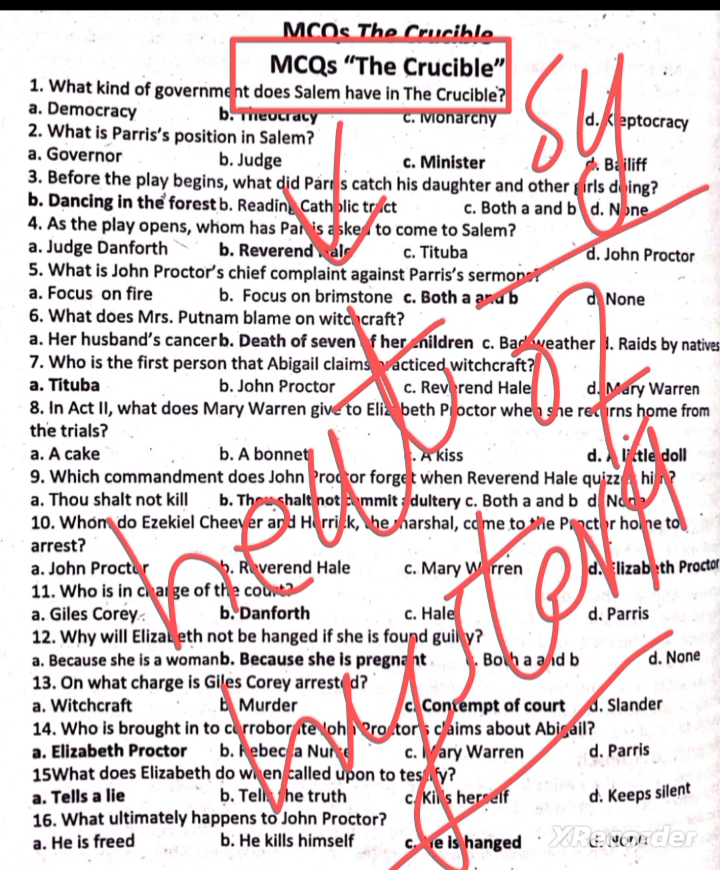 MCQs The Crucible
MCQs “The Crucible”
1. What kind of government does Salem have in The Crucible?
a. Democracy b. Theocracy c. Monarchy d. Kleptocracy
2. What is Parris’s position in Salem?
a. Governor b. Judge c. Minister d. Bailiff
3. Before the play begins, what did Parris catch his daughter and other girls doing?
b. Dancing in the forest b. Reading Catholic tract c. Both a and b d. None
4. As the play opens, whom has Parris asked to come to Salem?
a. Judge Danforth b. Reverend Hale c. Tituba d. John Proctor
5. What is John Proctor’s chief complaint against Parris’s sermons?
a. Focus on fire b. Focus on brimstone c. Both a and b d. None
6. What does Mrs. Putnam blame on witchcraft?
a. Her husband’s cancer b. Death of seven of her children c. Bad weather d. Raids by natives
7. Who is the first person that Abigail claims practiced witchcraft?
a. Tituba b. John Proctor c. Reverend Hale d. Mary Warren
8. In Act II, what does Mary Warren give to Elizabeth Proctor when she returns home from
the trials?
a. A cake b. A bonnet c. A kiss d. A little doll
9. Which commandment does John Proctor forget when Reverend Hale quizzes him?
a. Thou shalt not kill b. Thou shalt not commit adultery c. Both a and b d. None
10. Whom do Ezekiel Cheever and Herrick, the marshal, come to the Proctor home to
arrest?
a. John Proctor b. Reverend Hale c. Mary Warren d. Elizabeth Proctor
11. Who is in charge of the court?
a. Giles Corey b. Danforth c. Hale d. Parris
12. Why will Elizabeth not be hanged if she is found guilty?
a. Because she is a woman b. Because she is pregnant c. Both a and b d. None
13. On what charge is Giles Corey arrested?
a. Witchcraft b. Murder c. Contempt of court d. Slander
14. Who is brought in to corroborate John Proctor’s claims about Abigail?
a. Elizabeth Proctor b. Rebecca Nurse c. Mary Warren d. Parris
15What does Elizabeth do when called upon to testify?
a. Tells a lie b. Tells the truth c. Kills herself d. Keeps silent
16. What ultimately happens to John Proctor?
a. He is freed b. He kills himself c. He is hanged d. None
XRecorder
hysteria